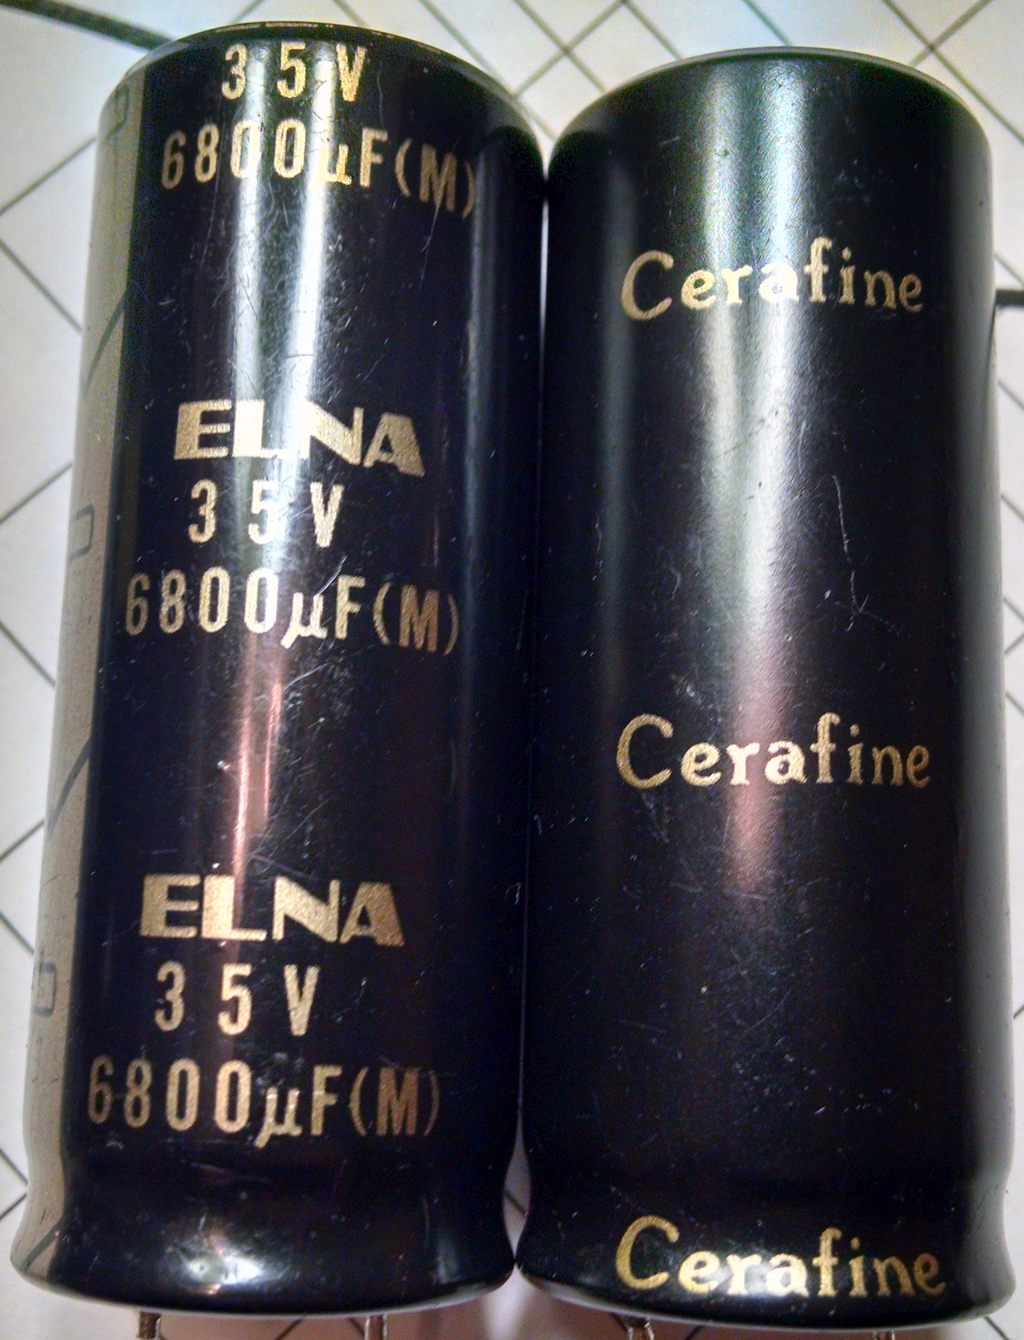 35V
6800µF(M)
ELNA
35V
6800µF(M)
ELNA
35V
6800µF(M)
Cerafine
Cerafine
Cerafine